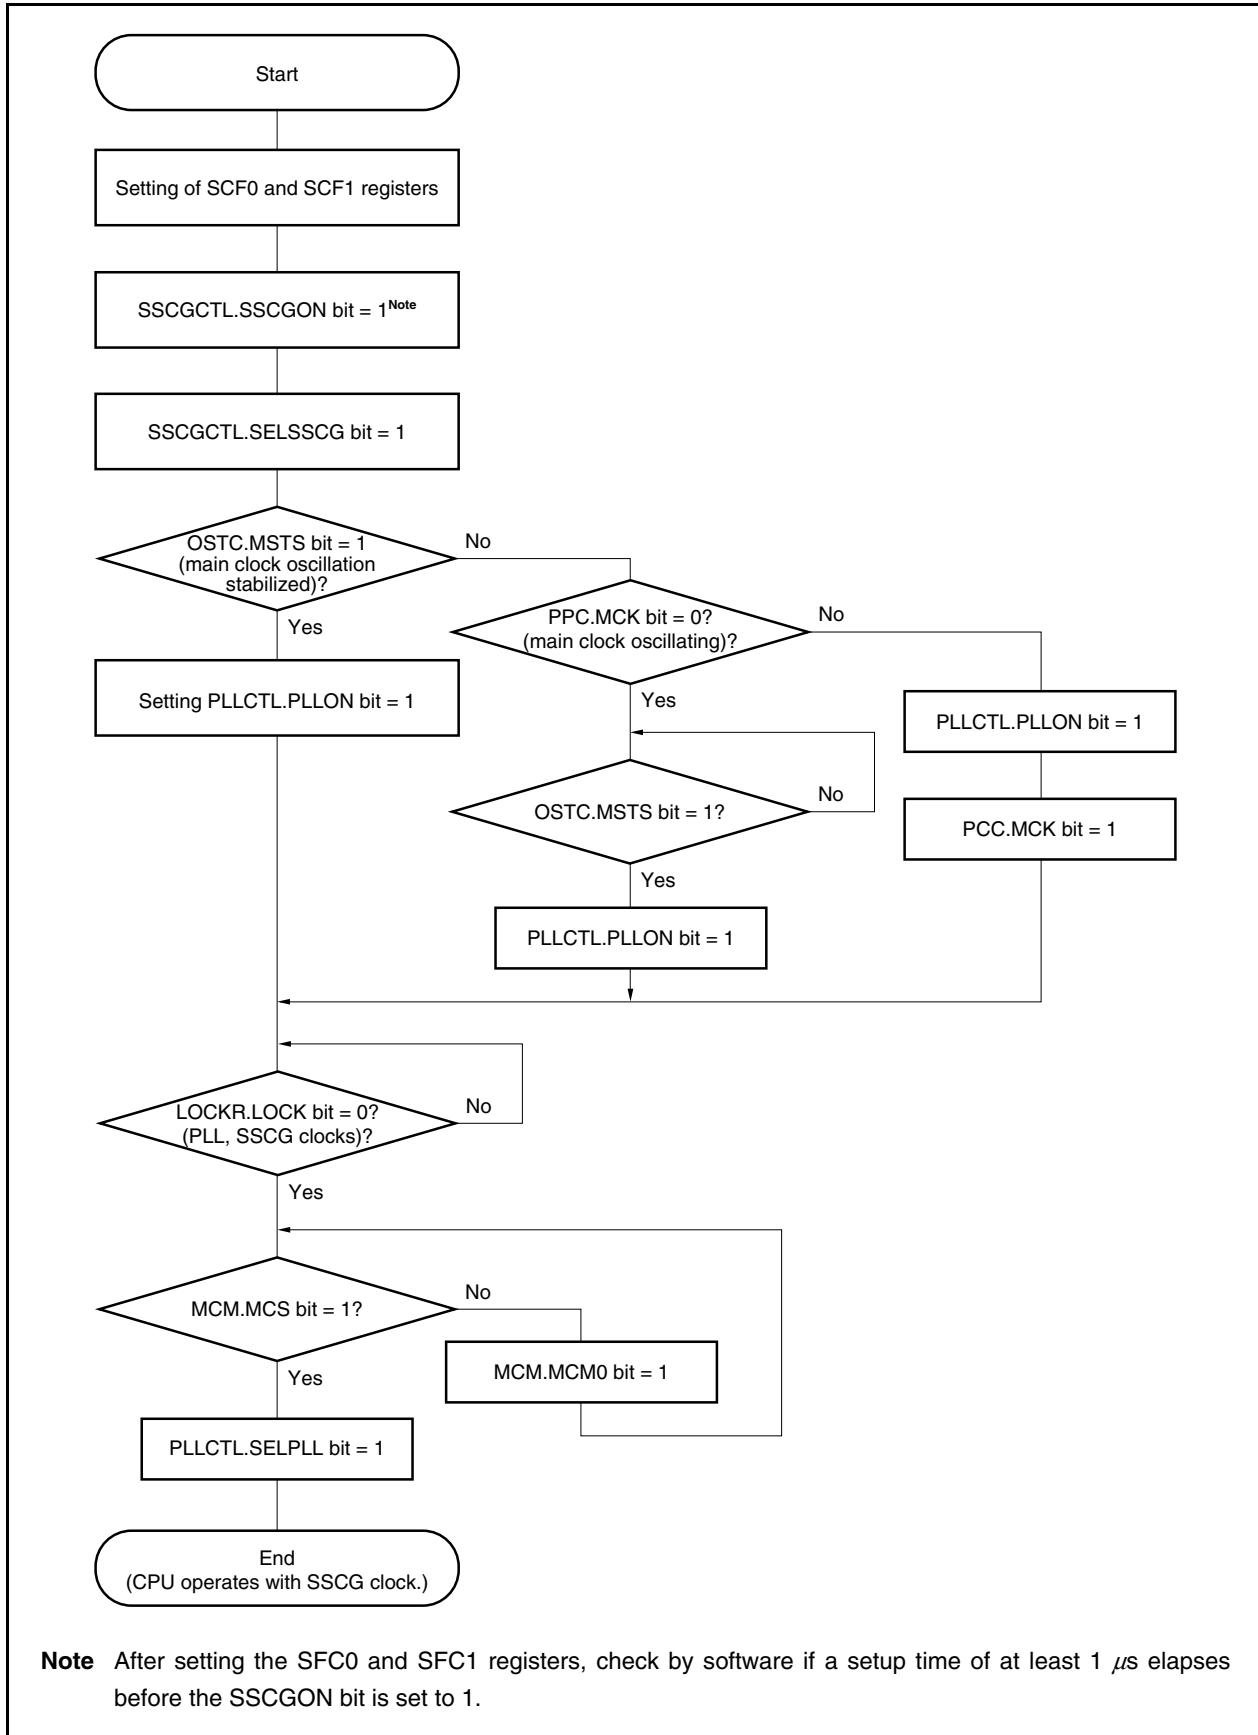 Start
Setting of SCF0 and SCF1 registers
SSCGCTL.SSCGON bit = 1Note
SSCGCTL.SELSSCG bit = 1
OSTC.MSTS bit = 1
(main clock oscillation
stabilized)?
No
Yes
PPC.MCK bit = 0?
(main clock oscillating)?
No
Yes
Setting PLLCTL.PLLON bit = 1
PLLCTL.PLLON bit = 1
OSTC.MSTS bit = 1?
No
Yes
PCC.MCK bit = 1
PLLCTL.PLLON bit = 1
LOCKR.LOCK bit = 0?
(PLL, SSCG clocks)?
No
Yes
MCM.MCS bit = 1?
No
Yes
MCM.MCM0 bit = 1
PLLCTL.SELPLL bit = 1
End
(CPU operates with SSCG clock.)
Note After setting the SFC0 and SFC1 registers, check by software if a setup time of at least 1 μs elapses
before the SSCGON bit is set to 1.